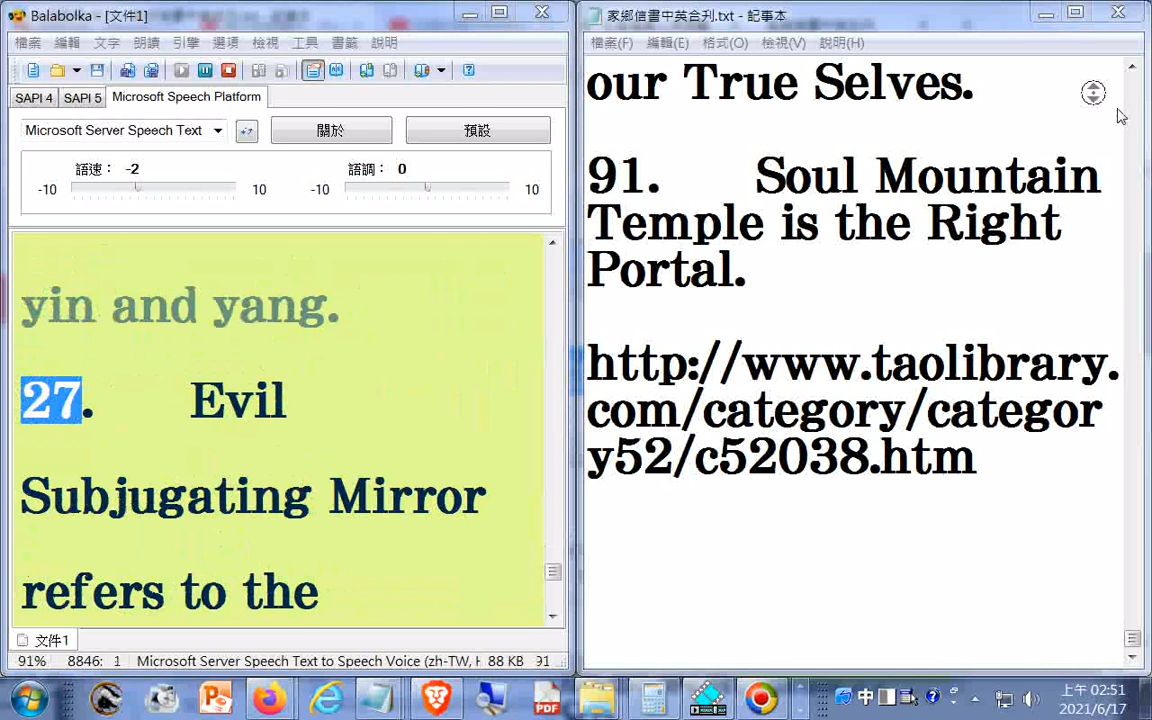 Balabolka - [文件1]
檔案 編輯 文字 朗讀 引擎 選項 檢視 工具 書籤 說明
SAPI 4 SAPI 5 Microsoft Speech Platform
Microsoft Server Speech Text 關於 預設
語速： -2 語調： 0
-10 10 -10 10
yin and yang.
27. Evil
Subjugating Mirror
refers to the
文件1
91% 8846: 1 Microsoft Server Speech Text to Speech Voice (zh-TW, H 88 KB 91
家鄉信書中英合刋.txt - 記事本
檔案(F) 編輯(E) 格式(O) 檢視(V) 說明(H)
our True Selves.
91. Soul Mountain
Temple is the Right
Portal.
http://www.taolibrary.
com/category/categor
y52/c52038.htm
PDF
中
上午 02:51
2021/6/17